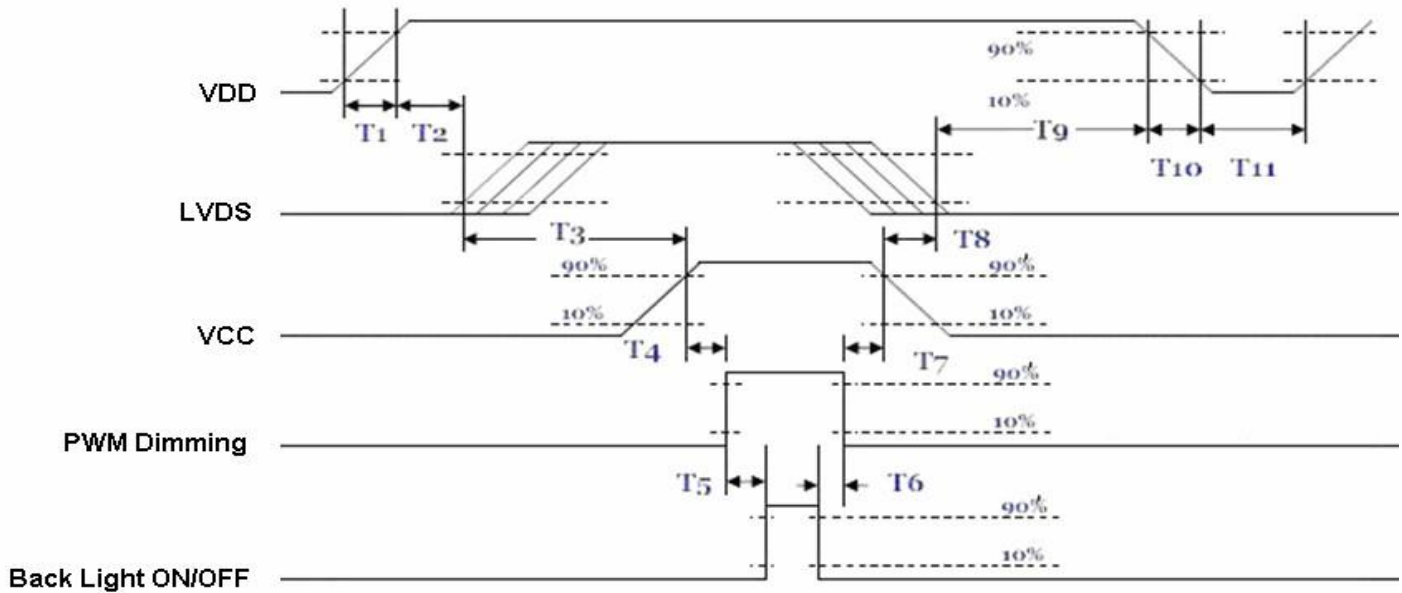 90%
VDD
10%
T1 T2 T9
T10 T11
LVDS
T3 T8
90% 90%
10% 10%
VCC
T4 T7
90%
10%
PWM Dimming
T5 T6
90%
10%
Back Light ON/OFF